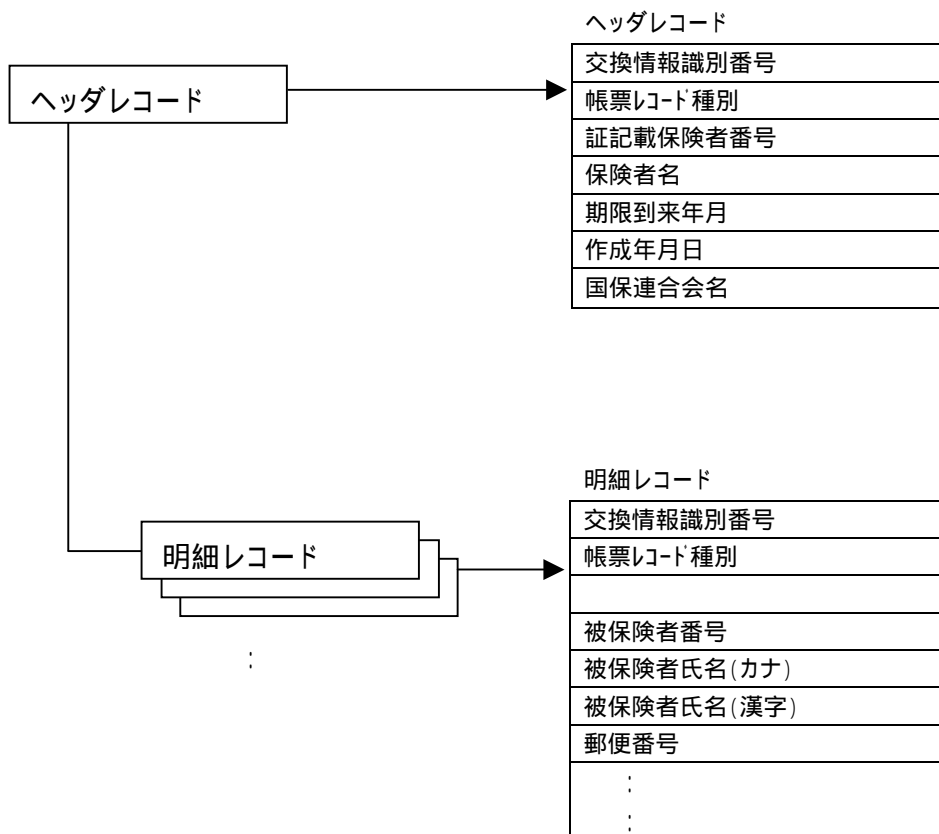 ヘッダレコード
ヘッダレコード
交換情報識別番号
帳票ﾚｺｰﾄﾞ種別
証記載保険者番号
保険者名
期限到来年月
作成年月日
国保連合会名
明細レコード
明細レコード
交換情報識別番号
帳票ﾚｺｰﾄﾞ種別
被保険者番号
被保険者氏名(カナ)
被保険者氏名(漢字)
郵便番号
:
:
: